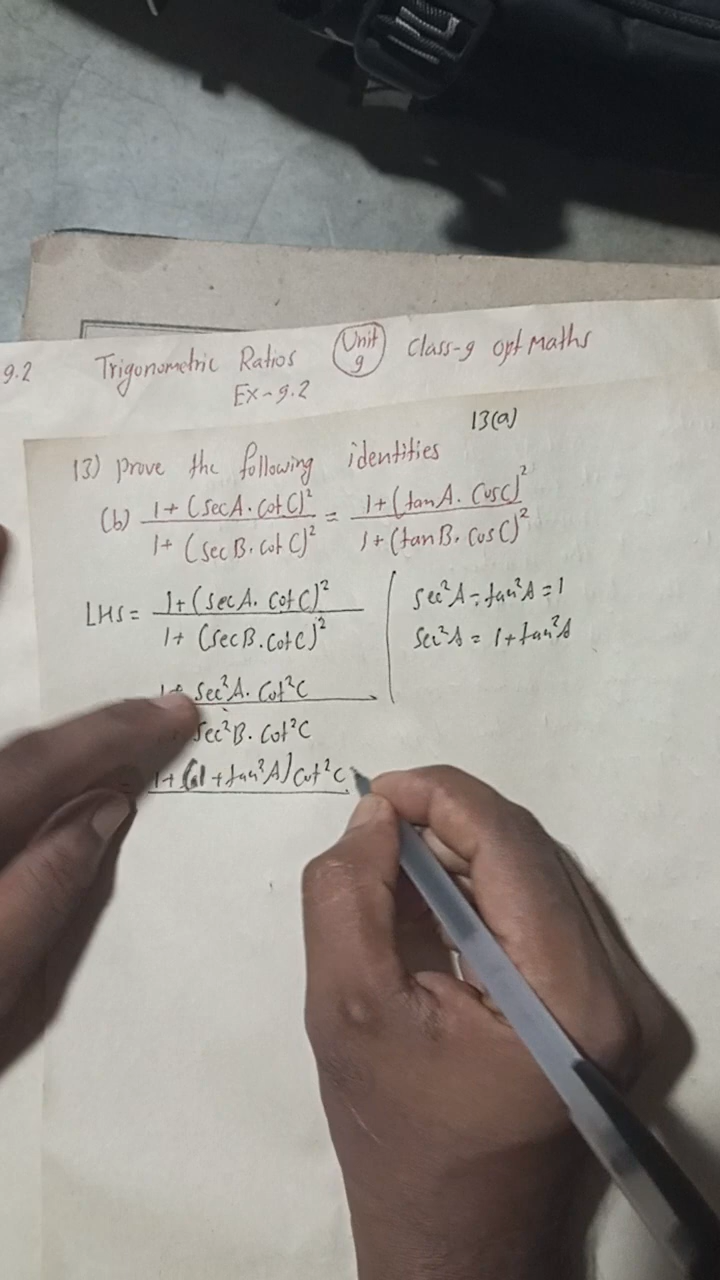 9.2 Trigonometric Ratios Unit 9 Class-9 opt Maths
Ex-9.2
13(a)
13) prove the following identities
(b) 1+(secA.CotC)² / 1+(secB.cotC)² = 1+(tanA.CosC)² / 1+(tanB.CosC)²
LHS = 1+(secA.CotC)² / 1+(secB.cotC)²
sec²A-tan²A=1
Sec²A=1+tan²A
Sec²A.Cot²C
Sec²B.Cot²C
1+(1+tan²A)Cot²C